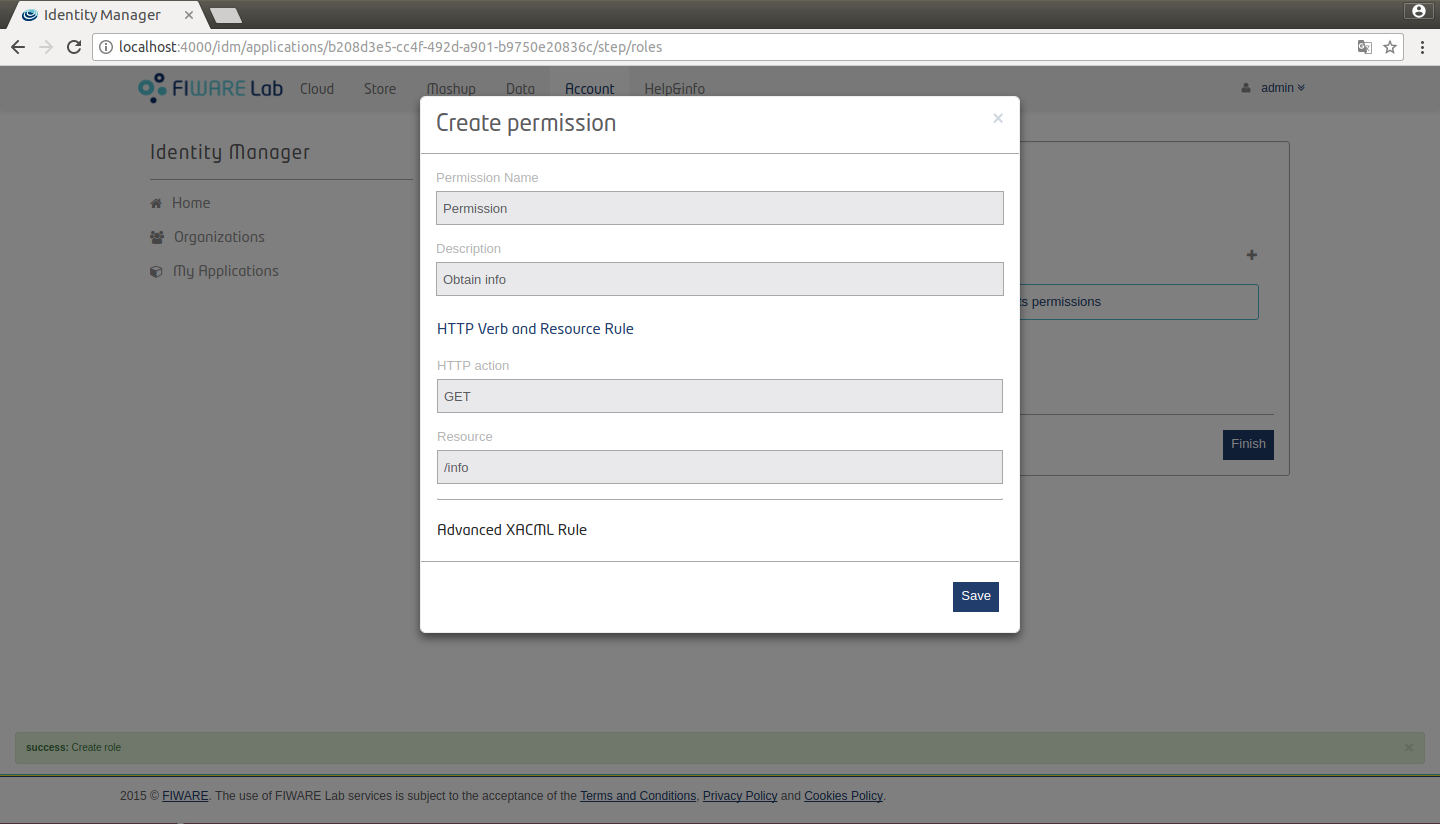 Identity Manager
localhost:4000/idm/applications/b208d3e5-cc4f-492d-a901-b9750e20836c/step/roles
FIWARE Lab Cloud Store Mashup Data Account Help&info admin
Create permission
Identity Manager
Permission Name
Home
Permission
Organizations
Description
My Applications
Obtain info
ts permissions
HTTP Verb and Resource Rule
HTTP action
GET
Resource
Finish
/info
Advanced XACML Rule
Save
success: Create role
2015 © FIWARE. The use of FIWARE Lab services is subject to the acceptance of the Terms and Conditions, Privacy Policy and Cookies Policy.